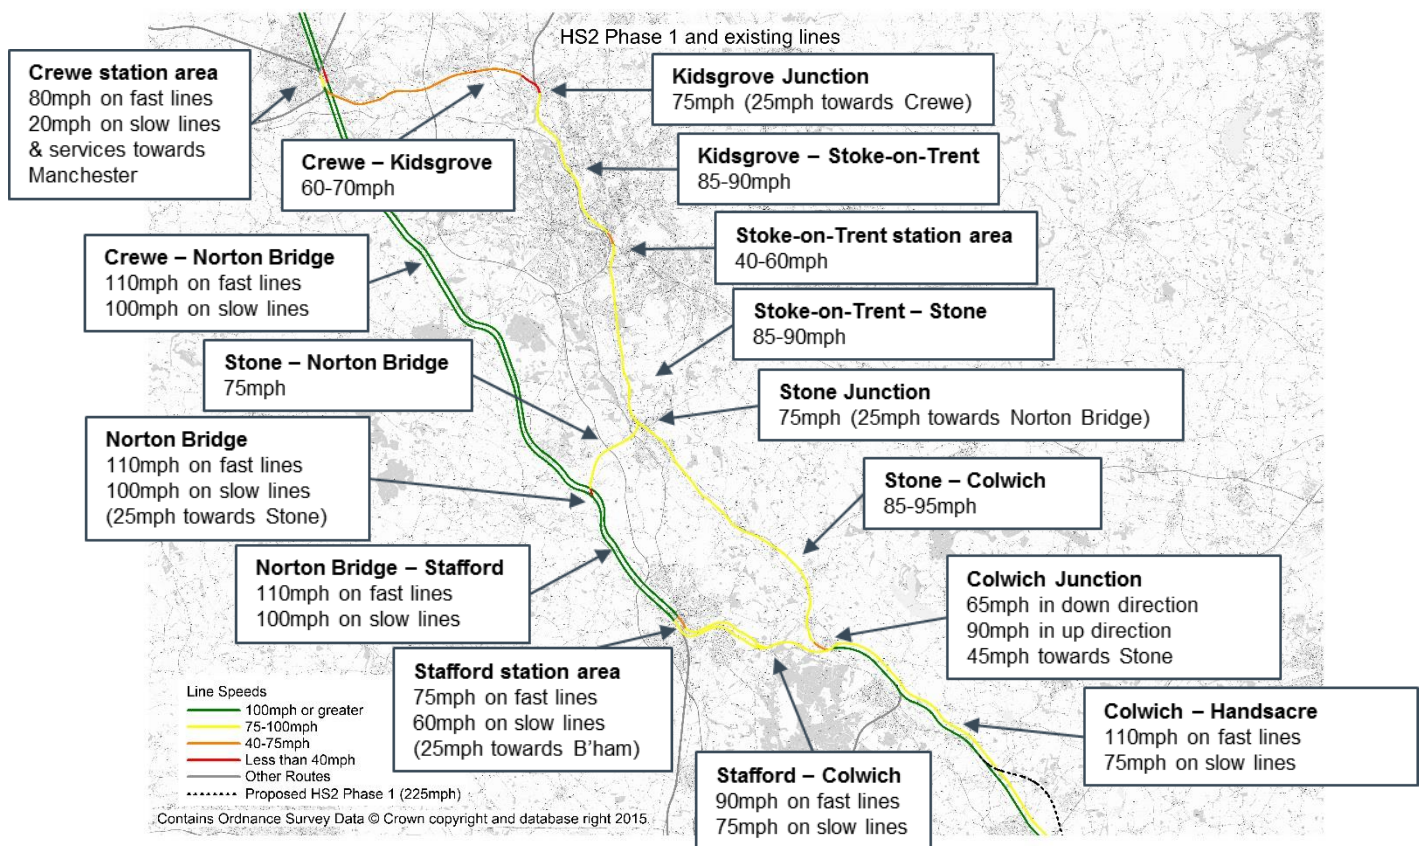 HS2 Phase 1 and existing lines
Crewe station area
80mph on fast lines
20mph on slow lines
& services towards
Manchester
Kidsgrove Junction
75mph (25mph towards Crewe)
Crewe – Kidsgrove
60-70mph
Kidsgrove – Stoke-on-Trent
85-90mph
Stoke-on-Trent station area
40-60mph
Crewe – Norton Bridge
110mph on fast lines
100mph on slow lines
Stoke-on-Trent – Stone
85-90mph
Stone – Norton Bridge
75mph
Stone Junction
75mph (25mph towards Norton Bridge)
Norton Bridge
110mph on fast lines
100mph on slow lines
(25mph towards Stone)
Stone – Colwich
85-95mph
Norton Bridge – Stafford
110mph on fast lines
100mph on slow lines
Colwich Junction
65mph in down direction
90mph in up direction
45mph towards Stone
Stafford station area
75mph on fast lines
60mph on slow lines
(25mph towards B'ham)
Colwich – Handsacre
110mph on fast lines
75mph on slow lines
Stafford – Colwich
90mph on fast lines
75mph on slow lines
Line Speeds
100mph or greater
75-100mph
40-75mph
Less than 40mph
Other Routes
Proposed HS2 Phase 1 (225mph)
Contains Ordnance Survey Data © Crown copyright and database right 2015